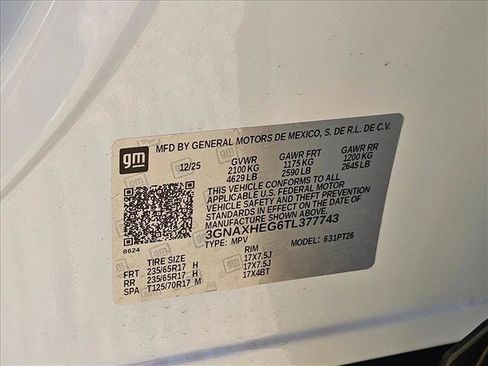 gm
MFD BY GENERAL MOTORS DE MEXICO, S. DE R.L. DE C.V.
12/25 GVWR GAWR FRT GAWR RR
2100 KG 1175 KG 1200 KG
4629 LB 2590 LB 2645 LB
THIS VEHICLE CONFORMS TO ALL
APPLICABLE U.S. FEDERAL MOTOR
VEHICLE SAFETY AND THEFT PREVENTION
STANDARDS IN EFFECT ON THE DATE OF
MANUFACTURE SHOWN ABOVE.
3GNAXHEG6TL377743
TYPE: MPV MODEL: 631PT26
8624
TIRE SIZE RIM
FRT 235/65R17 H 17X7.5J
RR 235/65R17 H 17X7.5J
SPA T125/70R17 M 17X4BT